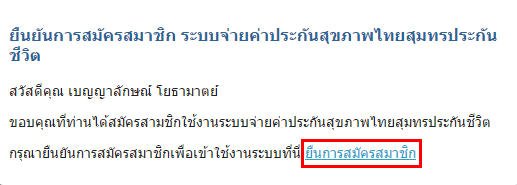 ยืนยันการสมัครสมาชิก ระบบจ่ายค่าประกันสุขภาพไทยสมุทรประกัน
ชีวิต
สวัสดีคุณ เบญญาลักษณ์ โยธามาตย์
ขอบคุณที่ท่านได้สมัครสามชิกใช้งานระบบจ่ายค่าประกันสุขภาพไทยสุมทรประกันชีวิต
กรุณายืนยันการสมัครสมาชิกเพื่อเข้าใช้งานระบบที่นี่ ยืนการสมัครสมาชิก